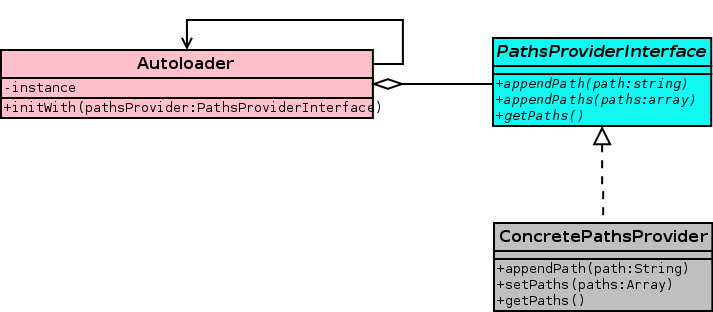 Autoloader
-instance
+initWith(pathsProvider:PathsProviderInterface)
PathsProviderInterface
+appendPath(path:string)
+appendPaths(paths:array)
+getPaths()
ConcretePathsProvider
+appendPath(path:String)
+setPaths(paths:Array)
+getPaths()